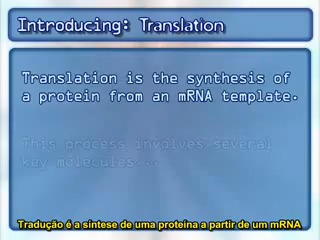 Introducing: Translation
Translation is the synthesis of
a protein from an mRNA template.
This process involves several
key molecules...
Tradução é a síntese de uma proteína a partir de um mRNA